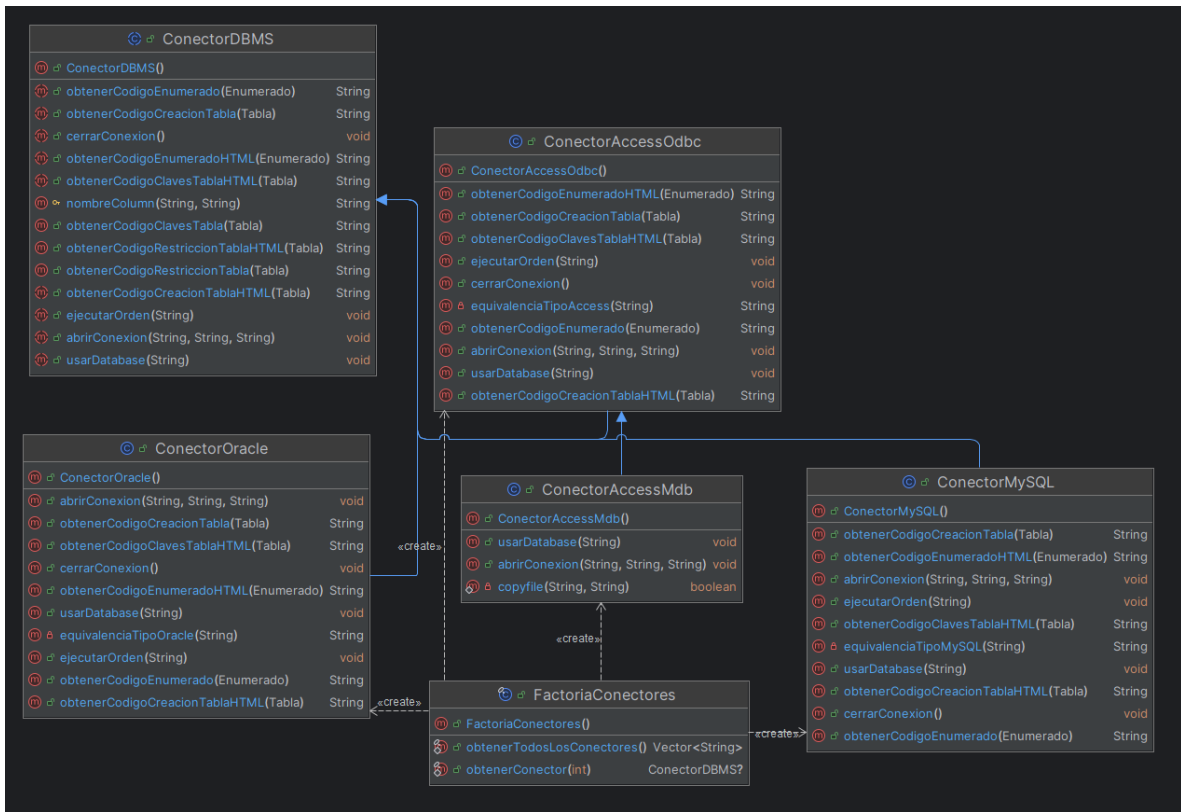 ConectorDBMS
ConectorDBMS()
obtenerCodigoEnumerado(Enumerado) String
obtenerCodigoCreacionTabla(Tabla) String
cerrarConexion() void
obtenerCodigoEnumeradoHTML(Enumerado) String
obtenerCodigoClavesTablaHTML(Tabla) String
nombreColumn(String, String) String
obtenerCodigoClavesTabla(Tabla) String
obtenerCodigoRestriccionTablaHTML(Tabla) String
obtenerCodigoRestriccionTabla(Tabla) String
obtenerCodigoCreacionTablaHTML(Tabla) String
ejecutarOrden(String) void
abrirConexion(String, String, String) void
usarDatabase(String) void
ConectorAccessOdbc
ConectorAccessOdbc()
obtenerCodigoEnumeradoHTML(Enumerado) String
obtenerCodigoCreacionTabla(Tabla) String
obtenerCodigoClavesTablaHTML(Tabla) String
ejecutarOrden(String) void
cerrarConexion() void
equivalenciaTipoAccess(String) String
obtenerCodigoEnumerado(Enumerado) String
abrirConexion(String, String, String) void
usarDatabase(String) void
obtenerCodigoCreacionTablaHTML(Tabla) String
ConectorOracle
ConectorOracle()
abrirConexion(String, String, String) void
obtenerCodigoCreacionTabla(Tabla) String
obtenerCodigoClavesTablaHTML(Tabla) String
cerrarConexion() void
obtenerCodigoEnumeradoHTML(Enumerado) String
usarDatabase(String) void
equivalenciaTipoOracle(String) String
ejecutarOrden(String) void
obtenerCodigoEnumerado(Enumerado) String
obtenerCodigoCreacionTablaHTML(Tabla) String
«create»
ConectorAccessMdb
ConectorAccessMdb()
usarDatabase(String) void
abrirConexion(String, String, String) void
copyfile(String, String) boolean
«create»
ConectorMySQL
ConectorMySQL()
obtenerCodigoCreacionTabla(Tabla) String
obtenerCodigoEnumeradoHTML(Enumerado) String
abrirConexion(String, String, String) void
ejecutarOrden(String) void
obtenerCodigoClavesTablaHTML(Tabla) String
equivalenciaTipoMySQL(String) String
usarDatabase(String) void
obtenerCodigoCreacionTablaHTML(Tabla) String
cerrarConexion() void
obtenerCodigoEnumerado(Enumerado) String
«create»
FactoriaConectores
FactoriaConectores()
obtenerTodosLosConectores() Vector<String>
obtenerConector(int) ConectorDBMS?
«create»